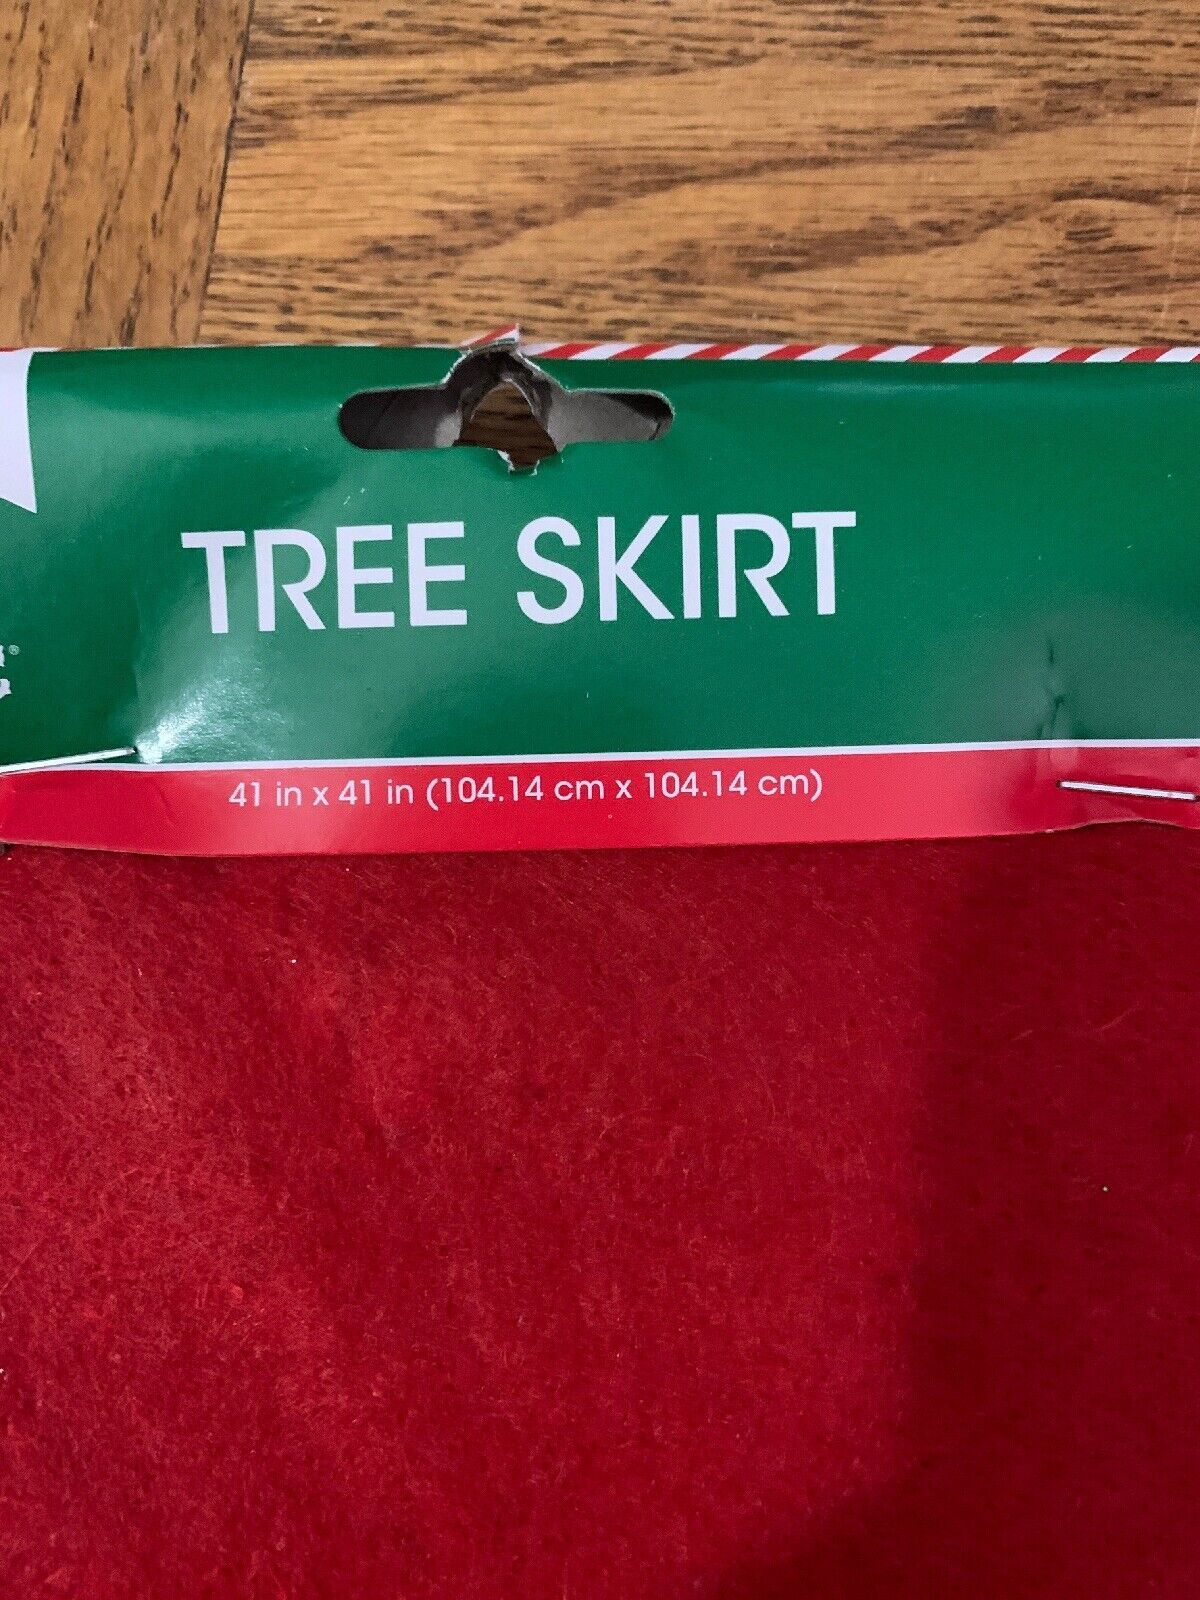 TREE SKIRT
41 in x 41 in (104.14 cm x 104.14 cm)